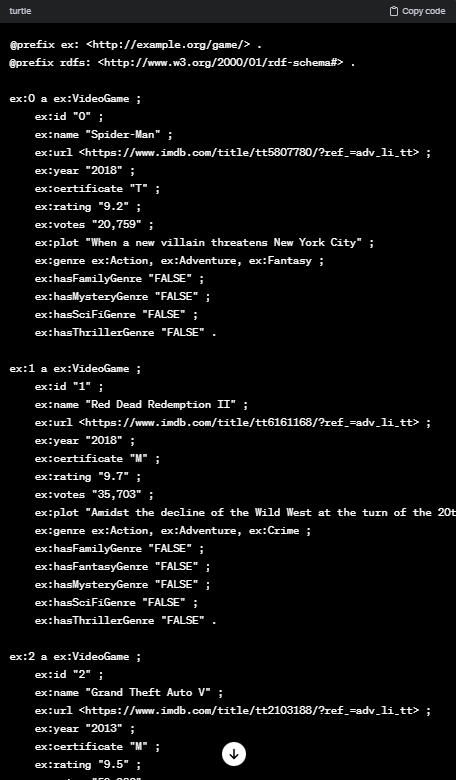 turtle
Copy code
@prefix ex: <http://example.org/game/> .
@prefix rdfs: <http://www.w3.org/2000/01/rdf-schema#> .
ex:0 a ex:VideoGame ;
ex:id "0" ;
ex:name "Spider-Man" ;
ex:url <https://www.imdb.com/title/tt5807780/?ref_=adv_li_tt> ;
ex:year "2018" ;
ex:certificate "T" ;
ex:rating "9.2" ;
ex:votes "20,759" ;
ex:plot "When a new villain threatens New York City" ;
ex:genre ex:Action, ex:Adventure, ex:Fantasy ;
ex:hasFamilyGenre "FALSE" ;
ex:hasMysteryGenre "FALSE" ;
ex:hasSciFiGenre "FALSE" ;
ex:hasThrillerGenre "FALSE" .
ex:1 a ex:VideoGame ;
ex:id "1" ;
ex:name "Red Dead Redemption II" ;
ex:url <https://www.imdb.com/title/tt6161168/?ref_=adv_li_tt> ;
ex:year "2018" ;
ex:certificate "M" ;
ex:rating "9.7" ;
ex:votes "35,703" ;
ex:plot "Amidst the decline of the Wild West at the turn of the 20t
ex:genre ex:Action, ex:Adventure, ex:Crime ;
ex:hasFamilyGenre "FALSE" ;
ex:hasFantasyGenre "FALSE" ;
ex:hasMysteryGenre "FALSE" ;
ex:hasSciFiGenre "FALSE" ;
ex:hasThrillerGenre "FALSE" .
ex:2 a ex:VideoGame ;
ex:id "2" ;
ex:name "Grand Theft Auto V" ;
ex:url <https://www.imdb.com/title/tt2103188/?ref_=adv_li_tt> ;
ex:year "2013" ;
ex:certificate "M" ;
ex:rating "9.5" ;